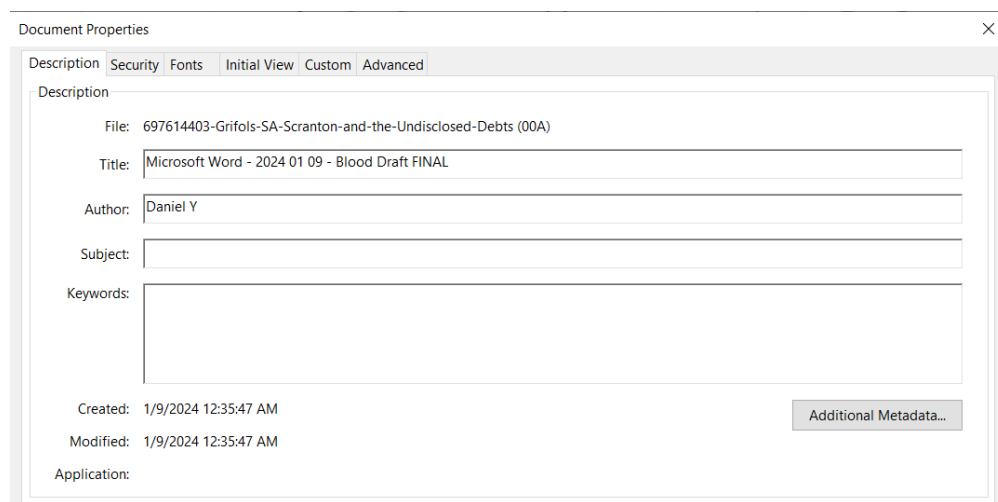 Document Properties
Description Security Fonts Initial View Custom Advanced
Description
File: 697614403-Grifols-SA-Scranton-and-the-Undisclosed-Debts (00A)
Title: Microsoft Word - 2024 01 09 - Blood Draft FINAL
Author: Daniel Y
Subject:
Keywords:
Created: 1/9/2024 12:35:47 AM
Additional Metadata...
Modified: 1/9/2024 12:35:47 AM
Application: